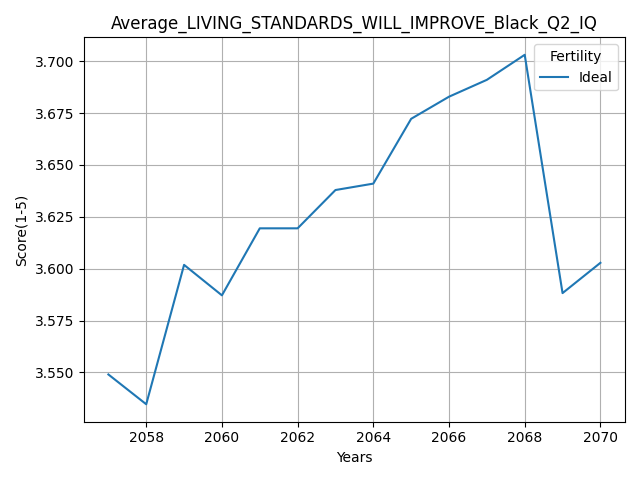 Average_LIVING_STANDARDS_WILL_IMPROVE_Black_Q2_IQ
Fertility
Ideal
Score(1-5)
3.700
3.675
3.650
3.625
3.600
3.575
3.550
2058 2060 2062 2064 2066 2068 2070
Years